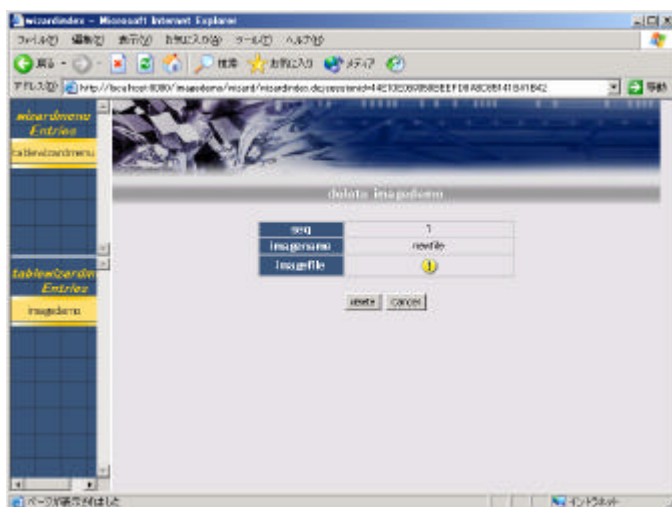 wizardindex - Microsoft Internet Explorer
ファイル(F) 編集(E) 表示(V) お気に入り(A) ツール(T) ヘルプ(H)
戻る 検索 お気に入り メディア
アドレス(D) 移動
wizardmenu
Entries
tablewizardmenu
delete imagedemo
seq 1
imagename newfile
imagefile
tablewizardm
Entries
imagedemo
delete cancel
ページが表示されました イントラネット